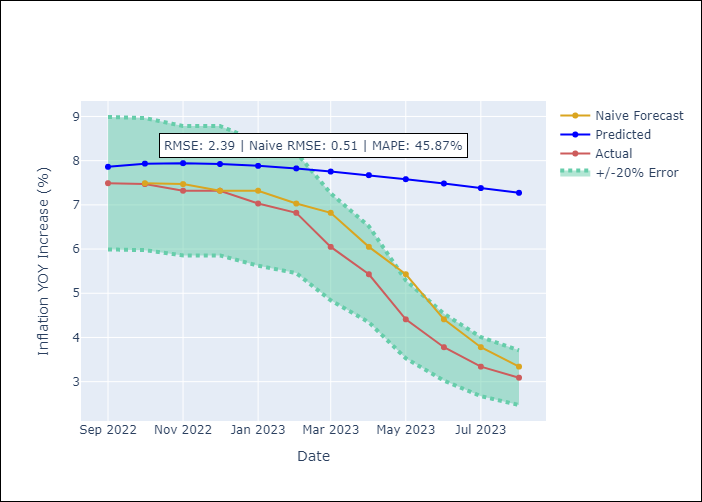 RMSE: 2.39 | Naive RMSE: 0.51 | MAPE: 45.87%
Naive Forecast
Predicted
Actual
+/-20% Error
Inflation YOY Increase (%)
9
8
7
6
5
4
3
Sep 2022 Nov 2022 Jan 2023 Mar 2023 May 2023 Jul 2023
Date